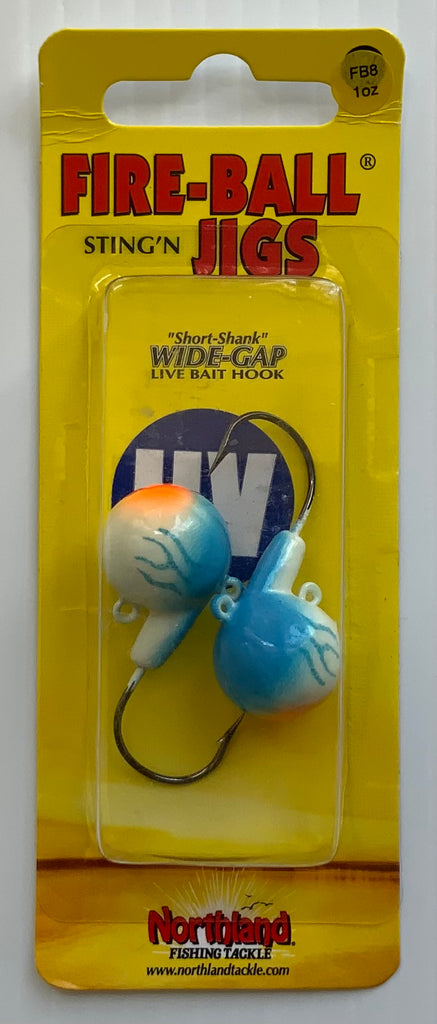 FB8
1oz
FIRE-BALL®
STING'N JIGS
"Short-Shank"
WIDE-GAP
LIVE BAIT HOOK
UV
Northland®
FISHING TACKLE
www.northlandtackle.com